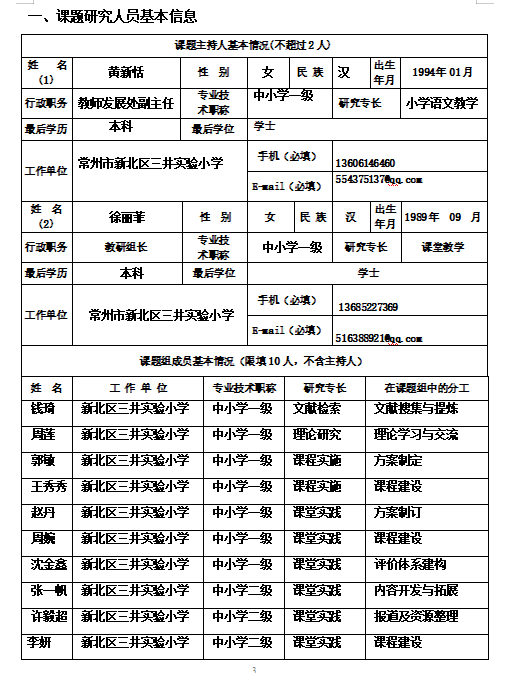 一、课题研究人员基本信息
课题主持人基本情况(不超过2人)
姓 名(1) 黄新恬 性 别 女 民 族 汉 出生年月 1994年01月
行政职务 教师发展处副主任 专业技术职称 中小学一级 研究专长 小学语文教学
最后学历 本科 最后学位 学士
工作单位 常州市新北区三井实验小学 手机（必填） 13606146460
E-mail（必填） 554375137@qq.com
姓 名(2) 徐丽菲 性 别 女 民 族 汉 出生年月 1989年 09 月
行政职务 教研组长 专业技术职称 中小学一级 研究专长 课堂教学
最后学历 本科 最后学位 学士
工作单位 常州市新北区三井实验小学 手机（必填） 13685227369
E-mail（必填） 516388921@qq.com
课题组成员基本情况（限填10人，不含主持人）
姓 名 工 作 单 位 专业技术职称 研究专长 在课题组中的分工
钱琦 新北区三井实验小学 中小学一级 文献检索 文献搜集与提炼
周莲 新北区三井实验小学 中小学一级 理论研究 理论学习与交流
郭敏 新北区三井实验小学 中小学一级 课程实施 方案制定
王秀秀 新北区三井实验小学 中小学一级 课程实施 课程建设
赵丹 新北区三井实验小学 中小学一级 课堂实践 方案制订
周婉 新北区三井实验小学 中小学一级 课堂实践 课程建设
沈金鑫 新北区三井实验小学 中小学一级 课堂实践 评价体系建构
张一帆 新北区三井实验小学 中小学二级 课堂实践 内容开发与拓展
许毅超 新北区三井实验小学 中小学二级 课堂实践 报道及资源整理
李妍 新北区三井实验小学 中小学二级 课堂实践 课程建设
3